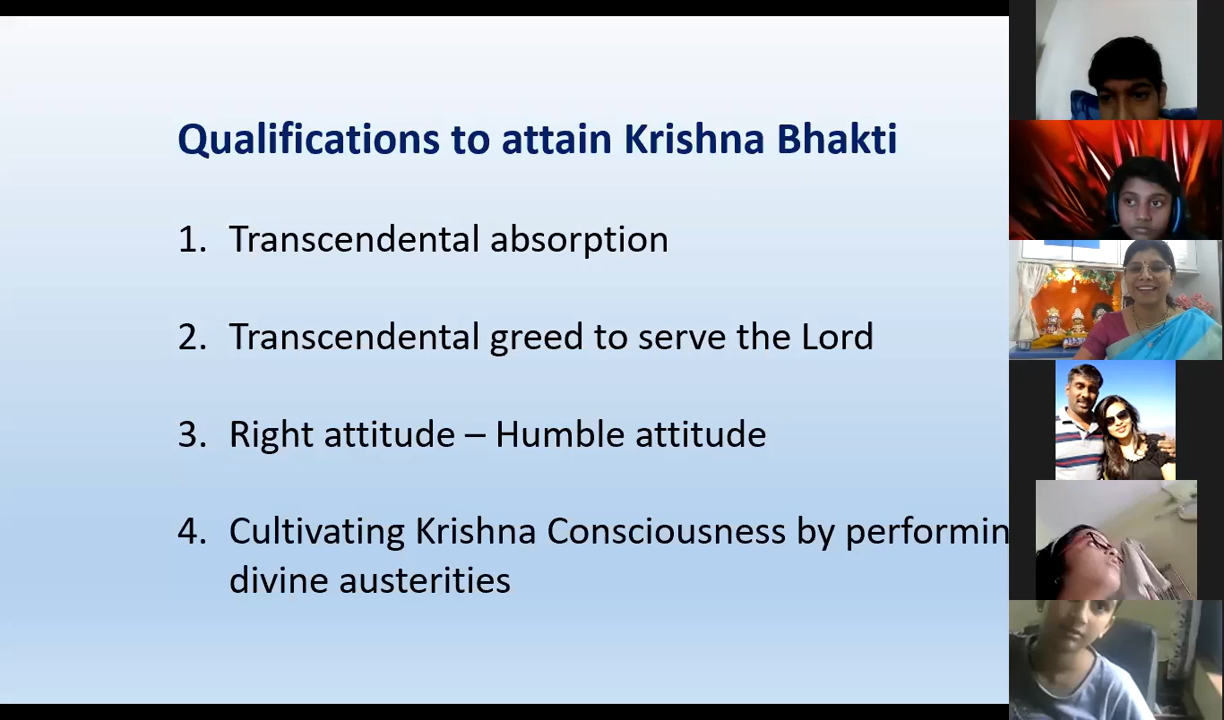 Qualifications to attain Krishna Bhakti
1. Transcendental absorption
2. Transcendental greed to serve the Lord
3. Right attitude – Humble attitude
4. Cultivating Krishna Consciousness by performin
divine austerities